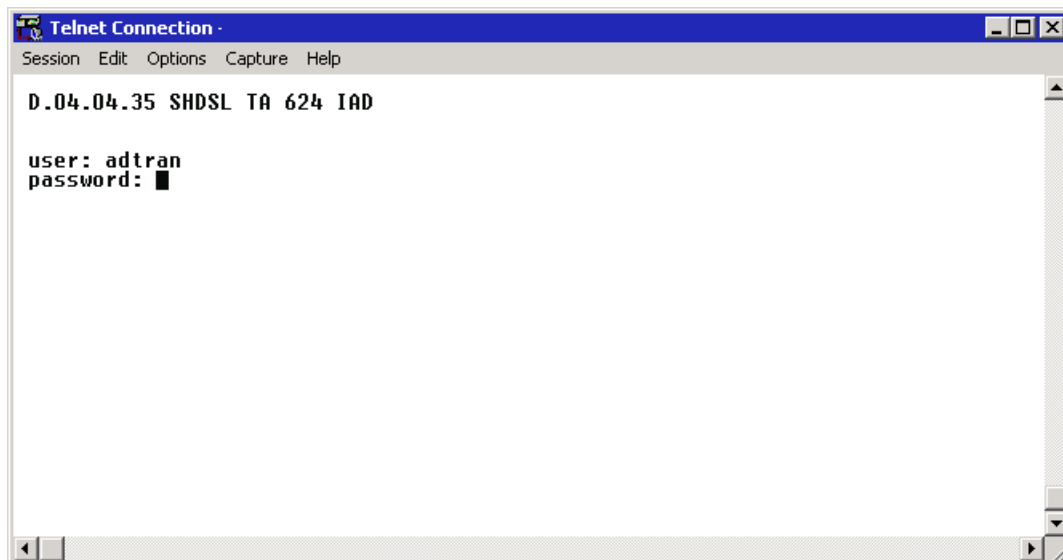 Telnet Connection -
Session Edit Options Capture Help
D.04.04.35 SHDSL TA 624 IAD
user: adtran
password: